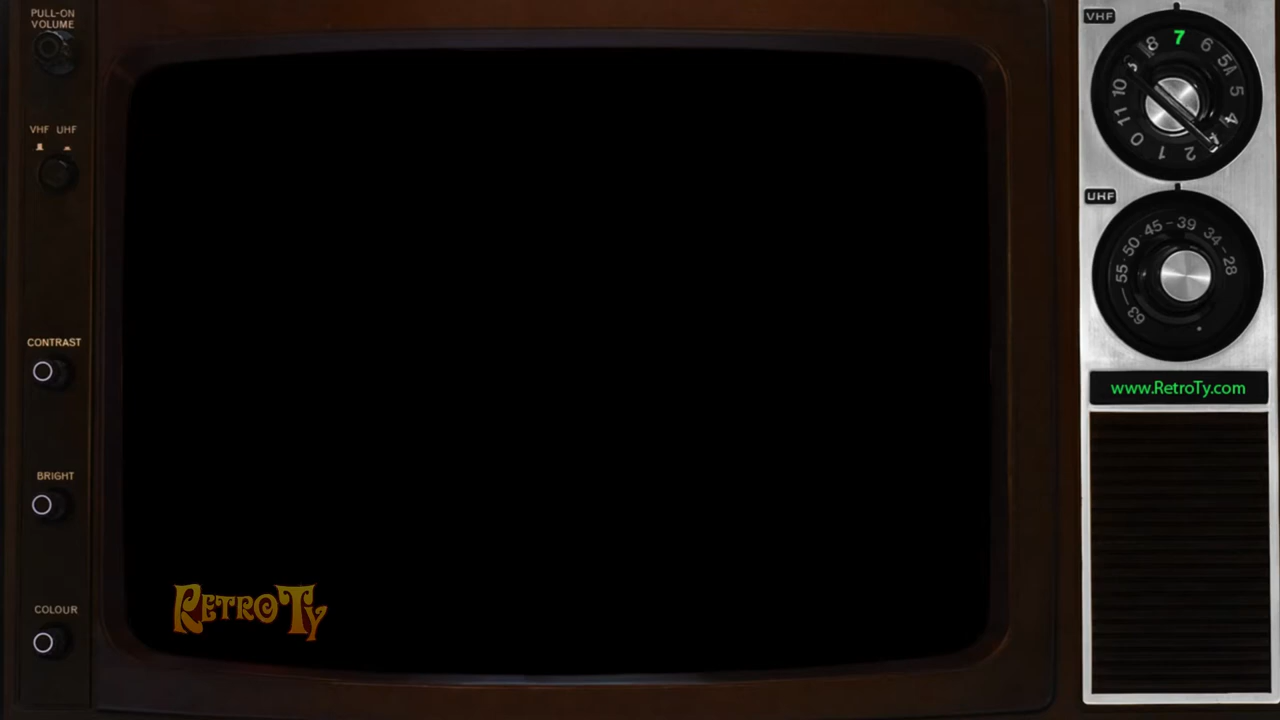 PULL-ON
VOLUME
VHF UHF
CONTRAST
BRIGHT
COLOUR
RETROTY
VHF
7
6
5A
5
4
2
1
0
11
10
9
8
UHF
63
55
50
45
39
34
28
www.RetroTy.com